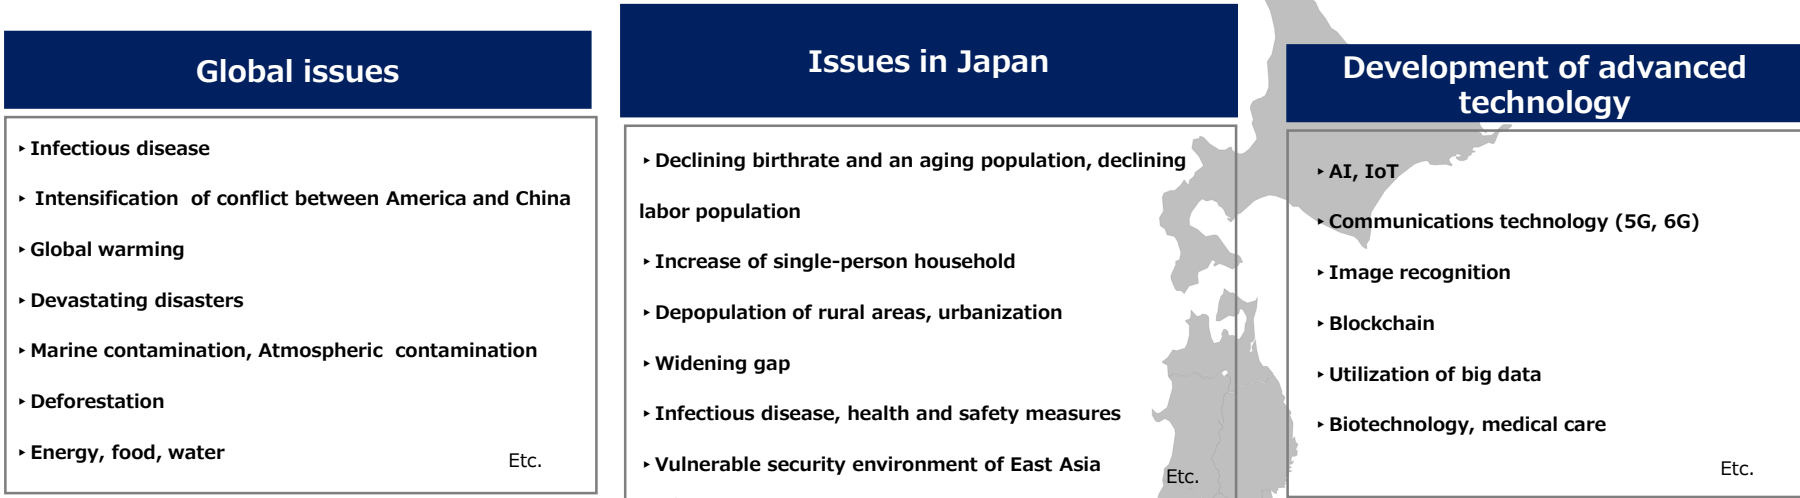 Global issues
‣Infectious disease
‣ Intensification of conflict between America and China
‣Global warming
‣Devastating disasters
‣Marine contamination, Atmospheric contamination
‣Deforestation
‣Energy, food, water
Etc.
Issues in Japan
‣Declining birthrate and an aging population, declining
labor population
‣Increase of single-person household
‣Depopulation of rural areas, urbanization
‣Widening gap
‣Infectious disease, health and safety measures
‣Vulnerable security environment of East Asia
Etc.
Development of advanced
technology
‣AI, IoT
‣Communications technology (5G, 6G)
‣Image recognition
‣Blockchain
‣Utilization of big data
‣Biotechnology, medical care
Etc.